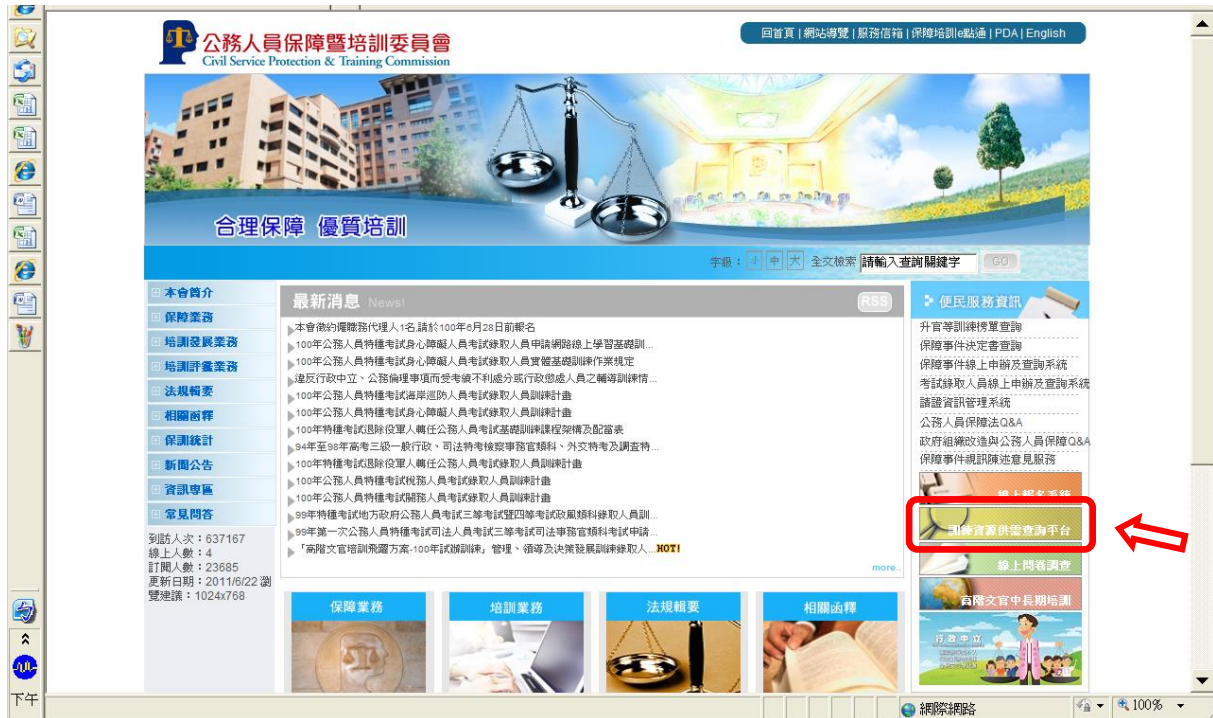 公務人員保障暨培訓委員會
Civil Service Protection & Training Commission
回首頁 | 網站導覽 | 服務信箱 | 保障培訓e點通 | PDA | English
合理保障 優質培訓
字級： 小 中 大 全文檢索 請輸入查詢關鍵字 GO
本會簡介
保障業務
培訓發展業務
培訓評鑑業務
法規輯要
相關函釋
保訓統計
新聞公告
資訊專區
常見問答
到訪人次：637167
線上人數：4
訂閱人數：23685
更新日期：2011/6/22 瀏
覽建議：1024x768
最新消息 News! RSS
本會徵約僱職務代理人1名,請於100年6月28日前報名
100年公務人員特種考試身心障礙人員考試錄取人員申請網路線上學習基礎訓...
100年公務人員特種考試身心障礙人員考試錄取人員實體基礎訓練作業規定
違反行政中立、公務倫理事項而受考績不利處分或行政懲處人員之輔導訓練情...
100年公務人員特種考試海岸巡防人員考試錄取人員訓練計畫
100年公務人員特種考試身心障礙人員考試錄取人員訓練計畫
100年特種考試退除役軍人轉任公務人員考試基礎訓練課程架構及配當表
94年至98年高考三級一般行政、司法特考檢察事務官類科、外交特考及調查特...
100年特種考試退除役軍人轉任公務人員考試錄取人員訓練計畫
100年公務人員特種考試稅務人員考試錄取人員訓練計畫
100年公務人員特種考試關務人員考試錄取人員訓練計畫
99年特種考試地方政府公務人員考試三等考試暨四等考試政風類科錄取人員訓...
99年第一次公務人員特種考試司法人員考試三等考試司法事務官類科考試申請...
「高階文官培訓飛躍方案-100年試辦訓練」管理、領導及決策發展訓練錄取人...HOT!
more..
保障業務
培訓業務
法規輯要
相關函釋
便民服務資訊
升官等訓練榜單查詢
保障事件決定書查詢
保障事件線上申辦及查詢系統
考試錄取人員線上申辦及查詢系統
請證資訊管理系統
公務人員保障法Q&A
政府組織改造與公務人員保障Q&A
保障事件視訊陳述意見服務
線上報名系統
訓練資源供需查詢平台
線上問卷調查
高階文官中長期培訓
行政中立
下午
網際網路
100%